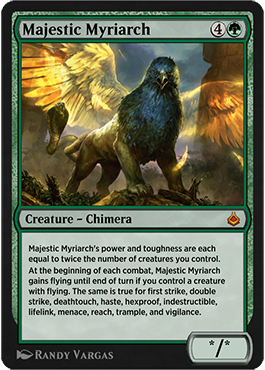 Majestic Myriarch 4
Creature – Chimera
Majestic Myriarch's power and toughness are each
equal to twice the number of creatures you control.
At the beginning of each combat, Majestic Myriarch
gains flying until end of turn if you control a creature
with flying. The same is true for first strike, double
strike, deathtouch, haste, hexproof, indestructible,
lifelink, menace, reach, trample, and vigilance.
*/*
Randy Vargas